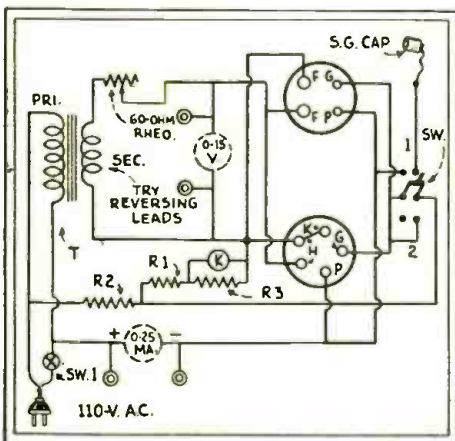 S.G. CAP
PRI.
60-OHM
RHEO.
0-15
V
SEC.
TRY
REVERSING
LEADS
F G
F P
1
SW.
2
T
K
H
G
P
R1
K
R2
R3
+
0-25
MA.
-
SW.1
110-V. A.C.